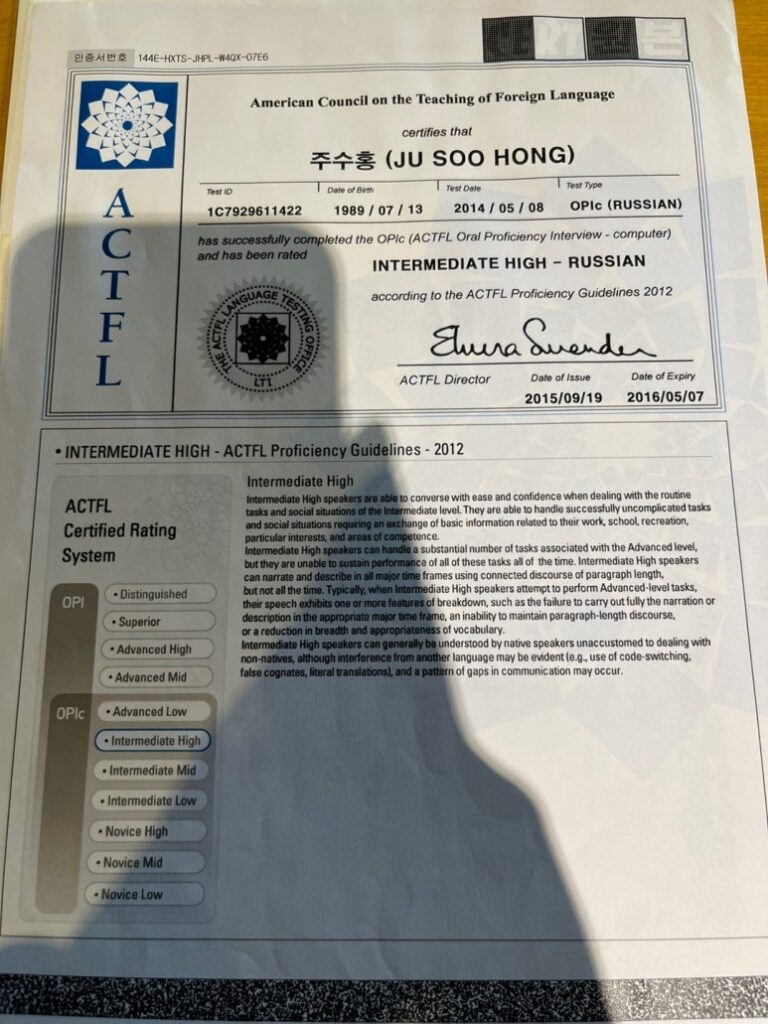 인증서번호 144E-HXTS-JHPL-W4QX-07E6
CERT 원본
American Council on the Teaching of Foreign Language
certifies that
주수홍 (JU SOO HONG)
Test ID Date of Birth Test Date Test Type
1C7929611422 1989 / 07 / 13 2014 / 05 / 08 OPIc (RUSSIAN)
has successfully completed the OPIc (ACTFL Oral Proficiency Interview - computer)
and has been rated
INTERMEDIATE HIGH - RUSSIAN
according to the ACTFL Proficiency Guidelines 2012
ACTFL
THE ACTFL LANGUAGE TESTING OFFICE
LTI
Elvira Swender
ACTFL Director Date of Issue Date of Expiry
2015/09/19 2016/05/07
• INTERMEDIATE HIGH - ACTFL Proficiency Guidelines - 2012
ACTFL
Certified Rating
System
OPI
• Distinguished
• Superior
• Advanced High
• Advanced Mid
OPIc
• Advanced Low
• Intermediate High
• Intermediate Mid
• Intermediate Low
• Novice High
• Novice Mid
• Novice Low
Intermediate High
Intermediate High speakers are able to converse with ease and confidence when dealing with the routine
tasks and social situations of the Intermediate level. They are able to handle successfully uncomplicated tasks
and social situations requiring an exchange of basic information related to their work, school, recreation,
particular interests, and areas of competence.
Intermediate High speakers can handle a substantial number of tasks associated with the Advanced level,
but they are unable to sustain performance of all of these tasks all of the time. Intermediate High speakers
can narrate and describe in all major time frames using connected discourse of paragraph length,
but not all the time. Typically, when Intermediate High speakers attempt to perform Advanced-level tasks,
their speech exhibits one or more features of breakdown, such as the failure to carry out fully the narration or
description in the appropriate major time frame, an inability to maintain paragraph-length discourse,
or a reduction in breadth and appropriateness of vocabulary.
Intermediate High speakers can generally be understood by native speakers unaccustomed to dealing with
non-natives, although interference from another language may be evident (e.g., use of code-switching,
false cognates, literal translations), and a pattern of gaps in communication may occur.